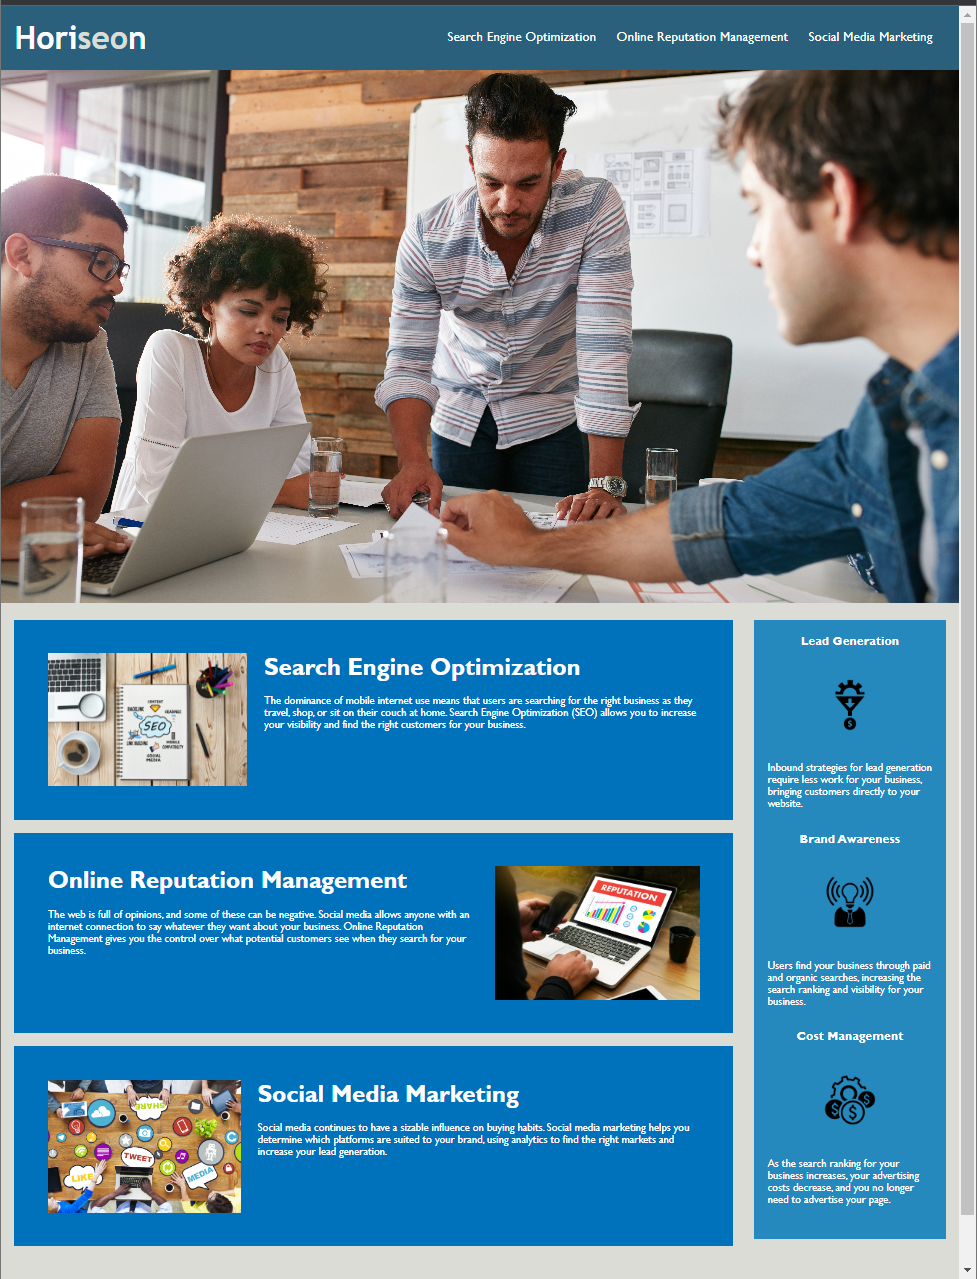 Horiseon
Search Engine Optimization
Online Reputation Management
Social Media Marketing
SEO
CONTENT
BACKLINK
LINK BUILDING
SOCIAL
MEDIA
Search Engine Optimization
The dominance of mobile internet use means that users are searching for the right business as they
travel, shop, or sit on their couch at home. Search Engine Optimization (SEO) allows you to increase
your visibility and find the right customers for your business.
Online Reputation Management
The web is full of opinions, and some of these can be negative. Social media allows anyone with an
internet connection to say whatever they want about your business. Online Reputation
Management gives you the control over what potential customers see when they search for your
business.
REPUTATION
SHARE
TWEET
LIKE
MEDIA
Social Media Marketing
Social media continues to have a sizable influence on buying habits. Social media marketing helps you
determine which platforms are suited to your brand, using analytics to find the right markets and
increase your lead generation.
Lead Generation
$
Inbound strategies for lead generation
require less work for your business,
bringing customers directly to your
website.
Brand Awareness
Users find your business through paid
and organic searches, increasing the
search ranking and visibility for your
business.
Cost Management
$ $ $
As the search ranking for your
business increases, your advertising
costs decrease, and you no longer
need to advertise your page.